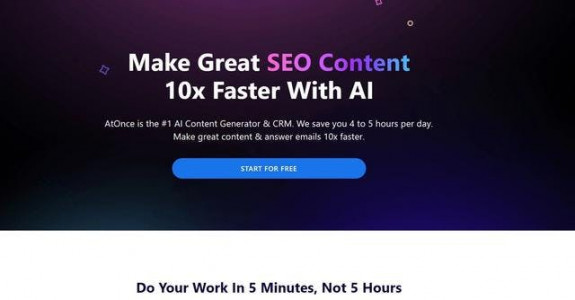 Make Great SEO Content
10x Faster With AI
AtOnce is the #1 AI Content Generator & CRM. We save you 4 to 5 hours per day.
Make great content & answer emails 10x faster.
START FOR FREE
Do Your Work In 5 Minutes, Not 5 Hours